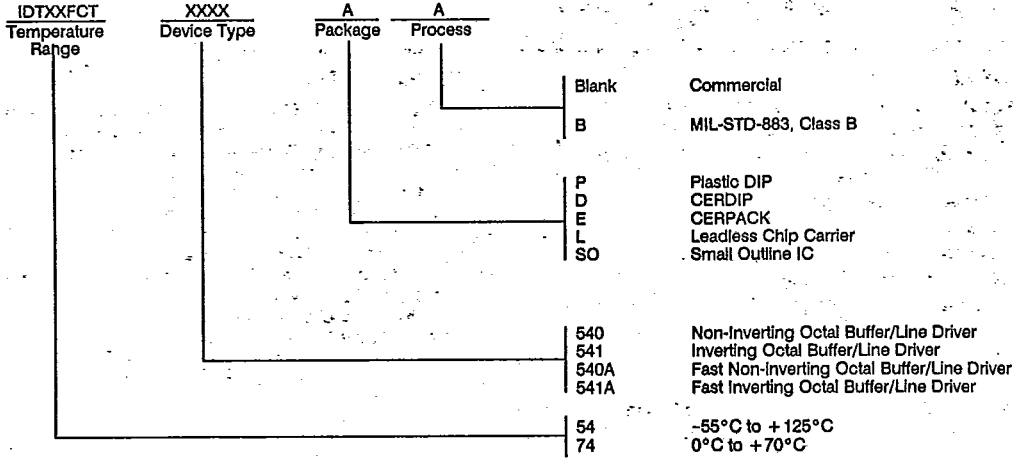 IDTXXFCT XXXX A A
Temperature Range Device Type Package Process
Blank Commercial
B MIL-STD-883, Class B
P Plastic DIP
D CERDIP
E CERPACK
L Leadless Chip Carrier
SO Small Outline IC
540 Non-Inverting Octal Buffer/Line Driver
541 Inverting Octal Buffer/Line Driver
540A Fast Non-Inverting Octal Buffer/Line Driver
541A Fast Inverting Octal Buffer/Line Driver
54 -55°C to +125°C
74 0°C to +70°C